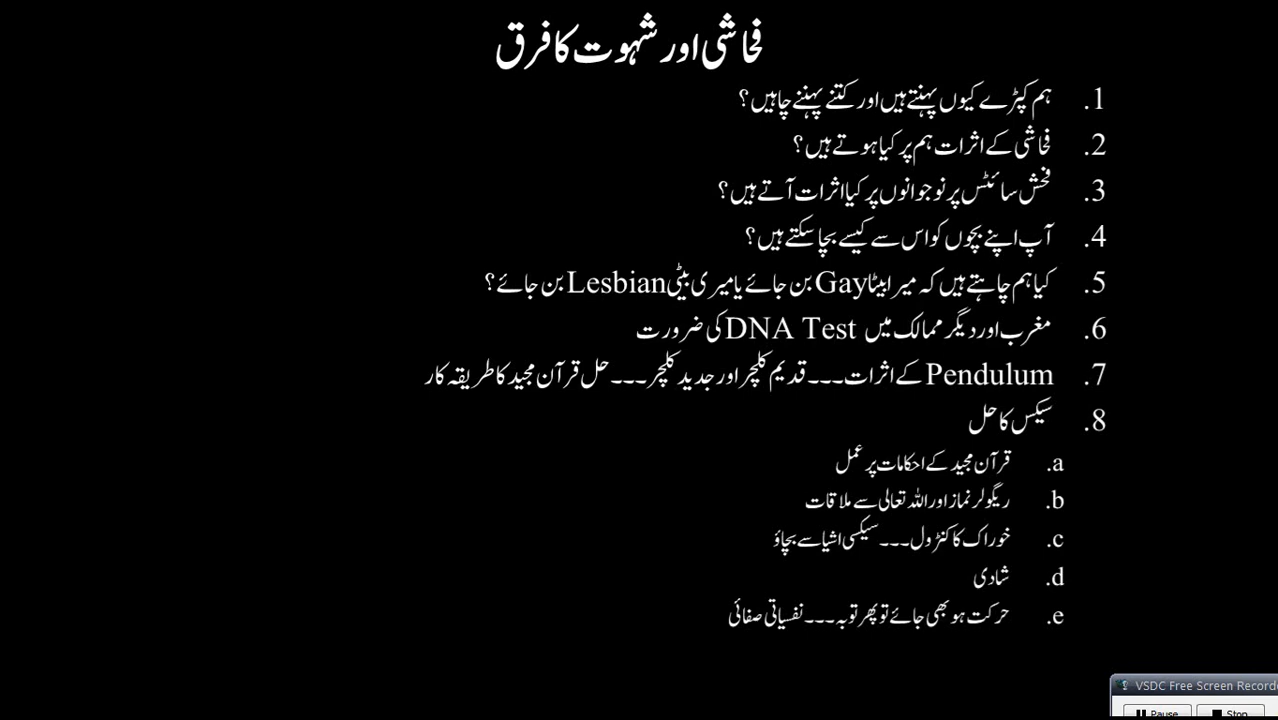 فحاشی اور شہوت کا فرق
1. ہم کپڑے کیوں پہنتے ہیں اور کتنے پہننے چاہیں؟
2. فحاشی کے اثرات ہم پر کیا ہوتے ہیں؟
3. فحش سائٹس پر نوجوانوں پر کیا اثرات آتے ہیں؟
4. آپ اپنے بچوں کو اس سے کیسے بچا سکتے ہیں؟
5. کیا ہم چاہتے ہیں کہ میرا بیٹا Gay بن جائے یا میری بیٹی Lesbian بن جائے؟
6. مغرب اور دیگر ممالک میں DNA Test کی ضرورت
7. Pendulum کے اثرات۔۔۔ قدیم کلچر اور جدید کلچر۔۔۔ حل قرآن مجید کا طریقہ کار
8. سیکس کا حل
a. قرآن مجید کے احکامات پر عمل
b. ریگولر نماز اور اللہ تعالی سے ملاقات
c. خوراک کا کنٹرول۔۔۔ سیکسی اشیا سے بچاؤ
d. شادی
e. حرکت ہو بھی جائے تو پھر توبہ۔۔۔ نفسیاتی صفائی
VSDC Free Screen Recorde
Pause Stop